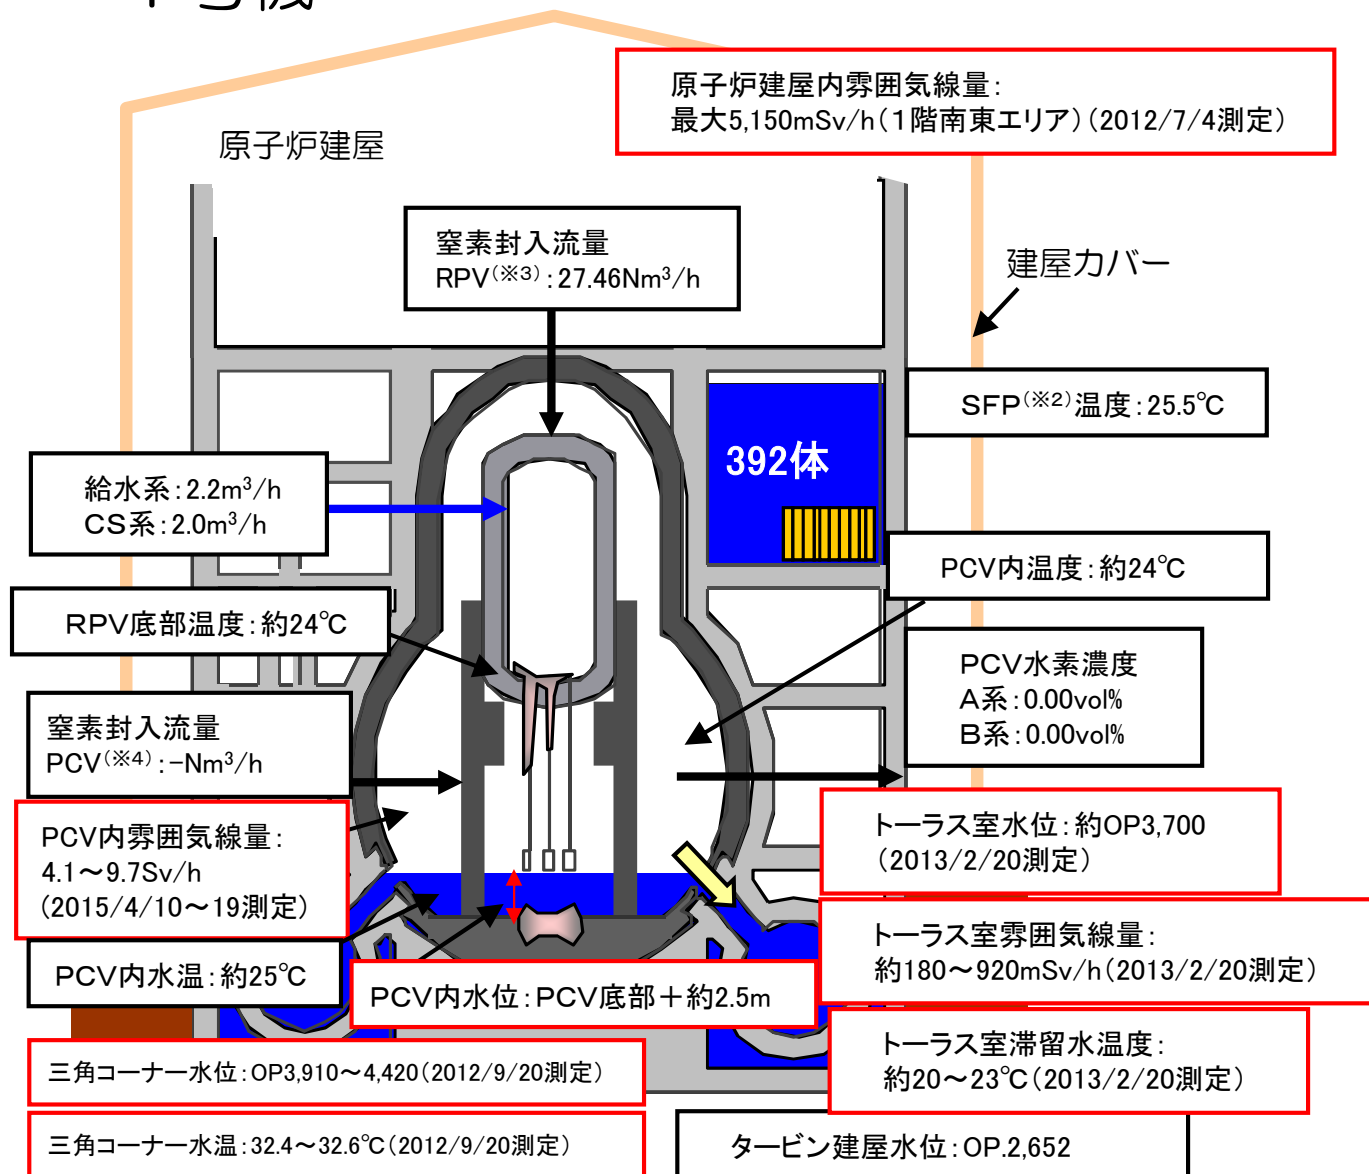 原子炉建屋内雰囲気線量：
最大5,150mSv/h（１階南東エリア）（2012/7/4測定）
原子炉建屋
窒素封入流量
RPV（※3）：27.46Nm³/h
建屋カバー
ＳＦＰ（※2）温度：25.5℃
392体
給水系：2.2m³/h
ＣＳ系：2.0m³/h
PCV内温度：約24℃
ＲＰＶ底部温度：約24℃
PCV水素濃度
Ａ系：0.00vol%
Ｂ系：0.00vol%
窒素封入流量
PCV（※4）：-Nm³/h
PCV内雰囲気線量：
4.1～9.7Sv/h
（2015/4/10～19測定）
トーラス室水位：約OP3,700
（2013/2/20測定）
トーラス室雰囲気線量：
約180～920mSv/h（2013/2/20測定）
PCV内水温：約25℃
PCV内水位：PCV底部＋約2.5m
トーラス室滞留水温度：
約20～23℃（2013/2/20測定）
三角コーナー水位：OP3,910～4,420（2012/9/20測定）
三角コーナー水温：32.4～32.6℃（2012/9/20測定）
タービン建屋水位：OP.2,652